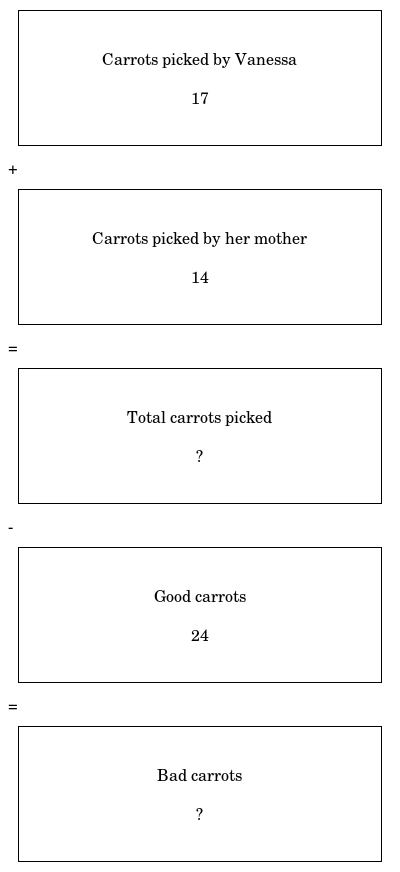 Carrots picked by Vanessa
17
+
Carrots picked by her mother
14
=
Total carrots picked
?
-
Good carrots
24
=
Bad carrots
?